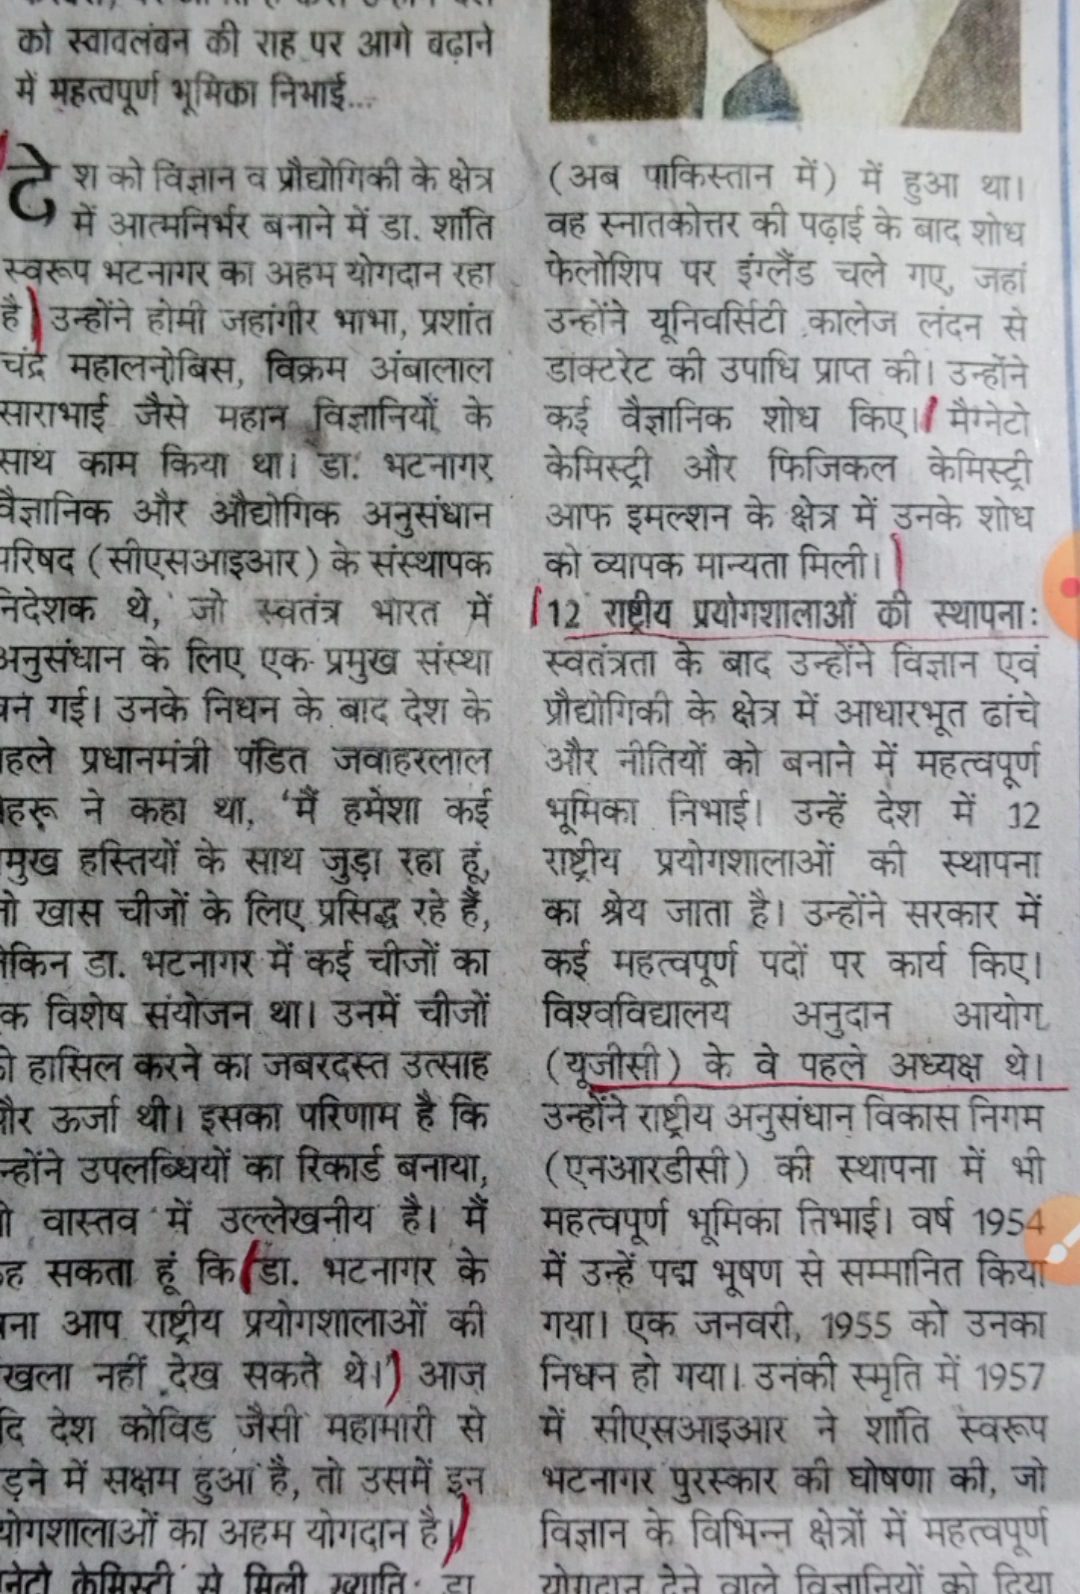 को स्वावलंबन की राह पर आगे बढ़ाने
में महत्वपूर्ण भूमिका निभाई...
देश को विज्ञान व प्रौद्योगिकी के क्षेत्र
में आत्मनिर्भर बनाने में डा. शांति
स्वरूप भटनागर का अहम योगदान रहा
है। उन्होंने होमी जहांगीर भाभा, प्रशांत
चंद्र महालनोबिस, विक्रम अंबालाल
साराभाई जैसे महान विज्ञानियों के
साथ काम किया था। डा. भटनागर
वैज्ञानिक और औद्योगिक अनुसंधान
परिषद (सीएसआइआर) के संस्थापक
निदेशक थे, जो स्वतंत्र भारत में
अनुसंधान के लिए एक प्रमुख संस्था
बन गई। उनके निधन के बाद देश के
हले प्रधानमंत्री पंडित जवाहरलाल
हरू ने कहा था, ‘मैं हमेशा कई
मुख हस्तियों के साथ जुड़ा रहा हूं,
जो खास चीजों के लिए प्रसिद्ध रहे हैं,
लेकिन डा. भटनागर में कई चीजों का
क विशेष संयोजन था। उनमें चीजों
को हासिल करने का जबरदस्त उत्साह
और ऊर्जा थी। इसका परिणाम है कि
न्होंने उपलब्धियों का रिकार्ड बनाया,
जो वास्तव में उल्लेखनीय है। मैं
ह सकता हूं कि डा. भटनागर के
बना आप राष्ट्रीय प्रयोगशालाओं की
खला नहीं देख सकते थे।’ आज
दि देश कोविड जैसी महामारी से
ड़ने में सक्षम हुआ है, तो उसमें इन
योगशालाओं का अहम योगदान है।
ग्नेटो केमिस्ट्री से मिली ख्याति: डा
(अब पाकिस्तान में) में हुआ था।
वह स्नातकोत्तर की पढ़ाई के बाद शोध
फेलोशिप पर इंग्लैंड चले गए, जहां
उन्होंने यूनिवर्सिटी कालेज लंदन से
डाक्टरेट की उपाधि प्राप्त की। उन्होंने
कई वैज्ञानिक शोध किए। मैग्नेटो
केमिस्ट्री और फिजिकल केमिस्ट्री
आफ इमल्शन के क्षेत्र में उनके शोध
को व्यापक मान्यता मिली।
12 राष्ट्रीय प्रयोगशालाओं की स्थापना:
स्वतंत्रता के बाद उन्होंने विज्ञान एवं
प्रौद्योगिकी के क्षेत्र में आधारभूत ढांचे
और नीतियों को बनाने में महत्वपूर्ण
भूमिका निभाई। उन्हें देश में 12
राष्ट्रीय प्रयोगशालाओं की स्थापना
का श्रेय जाता है। उन्होंने सरकार में
कई महत्वपूर्ण पदों पर कार्य किए।
विश्वविद्यालय अनुदान आयोग
(यूजीसी) के वे पहले अध्यक्ष थे।
उन्होंने राष्ट्रीय अनुसंधान विकास निगम
(एनआरडीसी) की स्थापना में भी
महत्वपूर्ण भूमिका निभाई। वर्ष 1954
में उन्हें पद्म भूषण से सम्मानित किया
गया। एक जनवरी, 1955 को उनका
निधन हो गया। उनकी स्मृति में 1957
में सीएसआइआर ने शांति स्वरूप
भटनागर पुरस्कार की घोषणा की, जो
विज्ञान के विभिन्न क्षेत्रों में महत्वपूर्ण
योगदान देने वाले विज्ञानियों को दिया